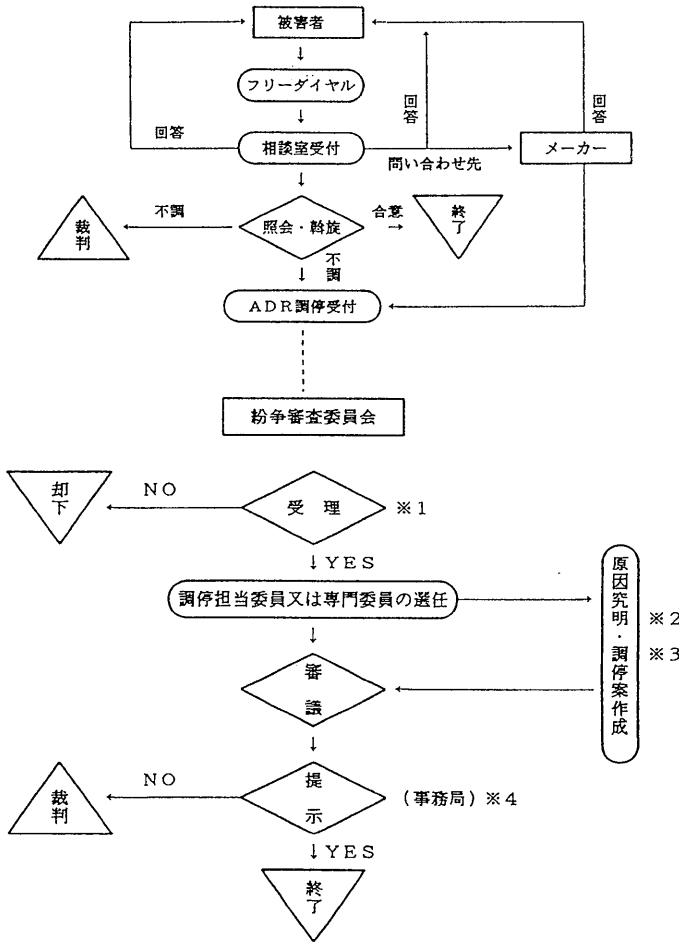 被害者
↓
フリーダイヤル
↓
回答
回答
回答
相談室受付
問い合わせ先
メーカー
↓
裁判
不調
照会・斡旋
合意
→
終了
↓
不調
ADR調停受付
紛争審査委員会
却下
NO
受理
※1
↓YES
調停担当委員又は専門委員の選任
原因究明・調停案作成
※2
※3
↓
審議
↓
裁判
NO
提示
(事務局)※4
↓YES
終了